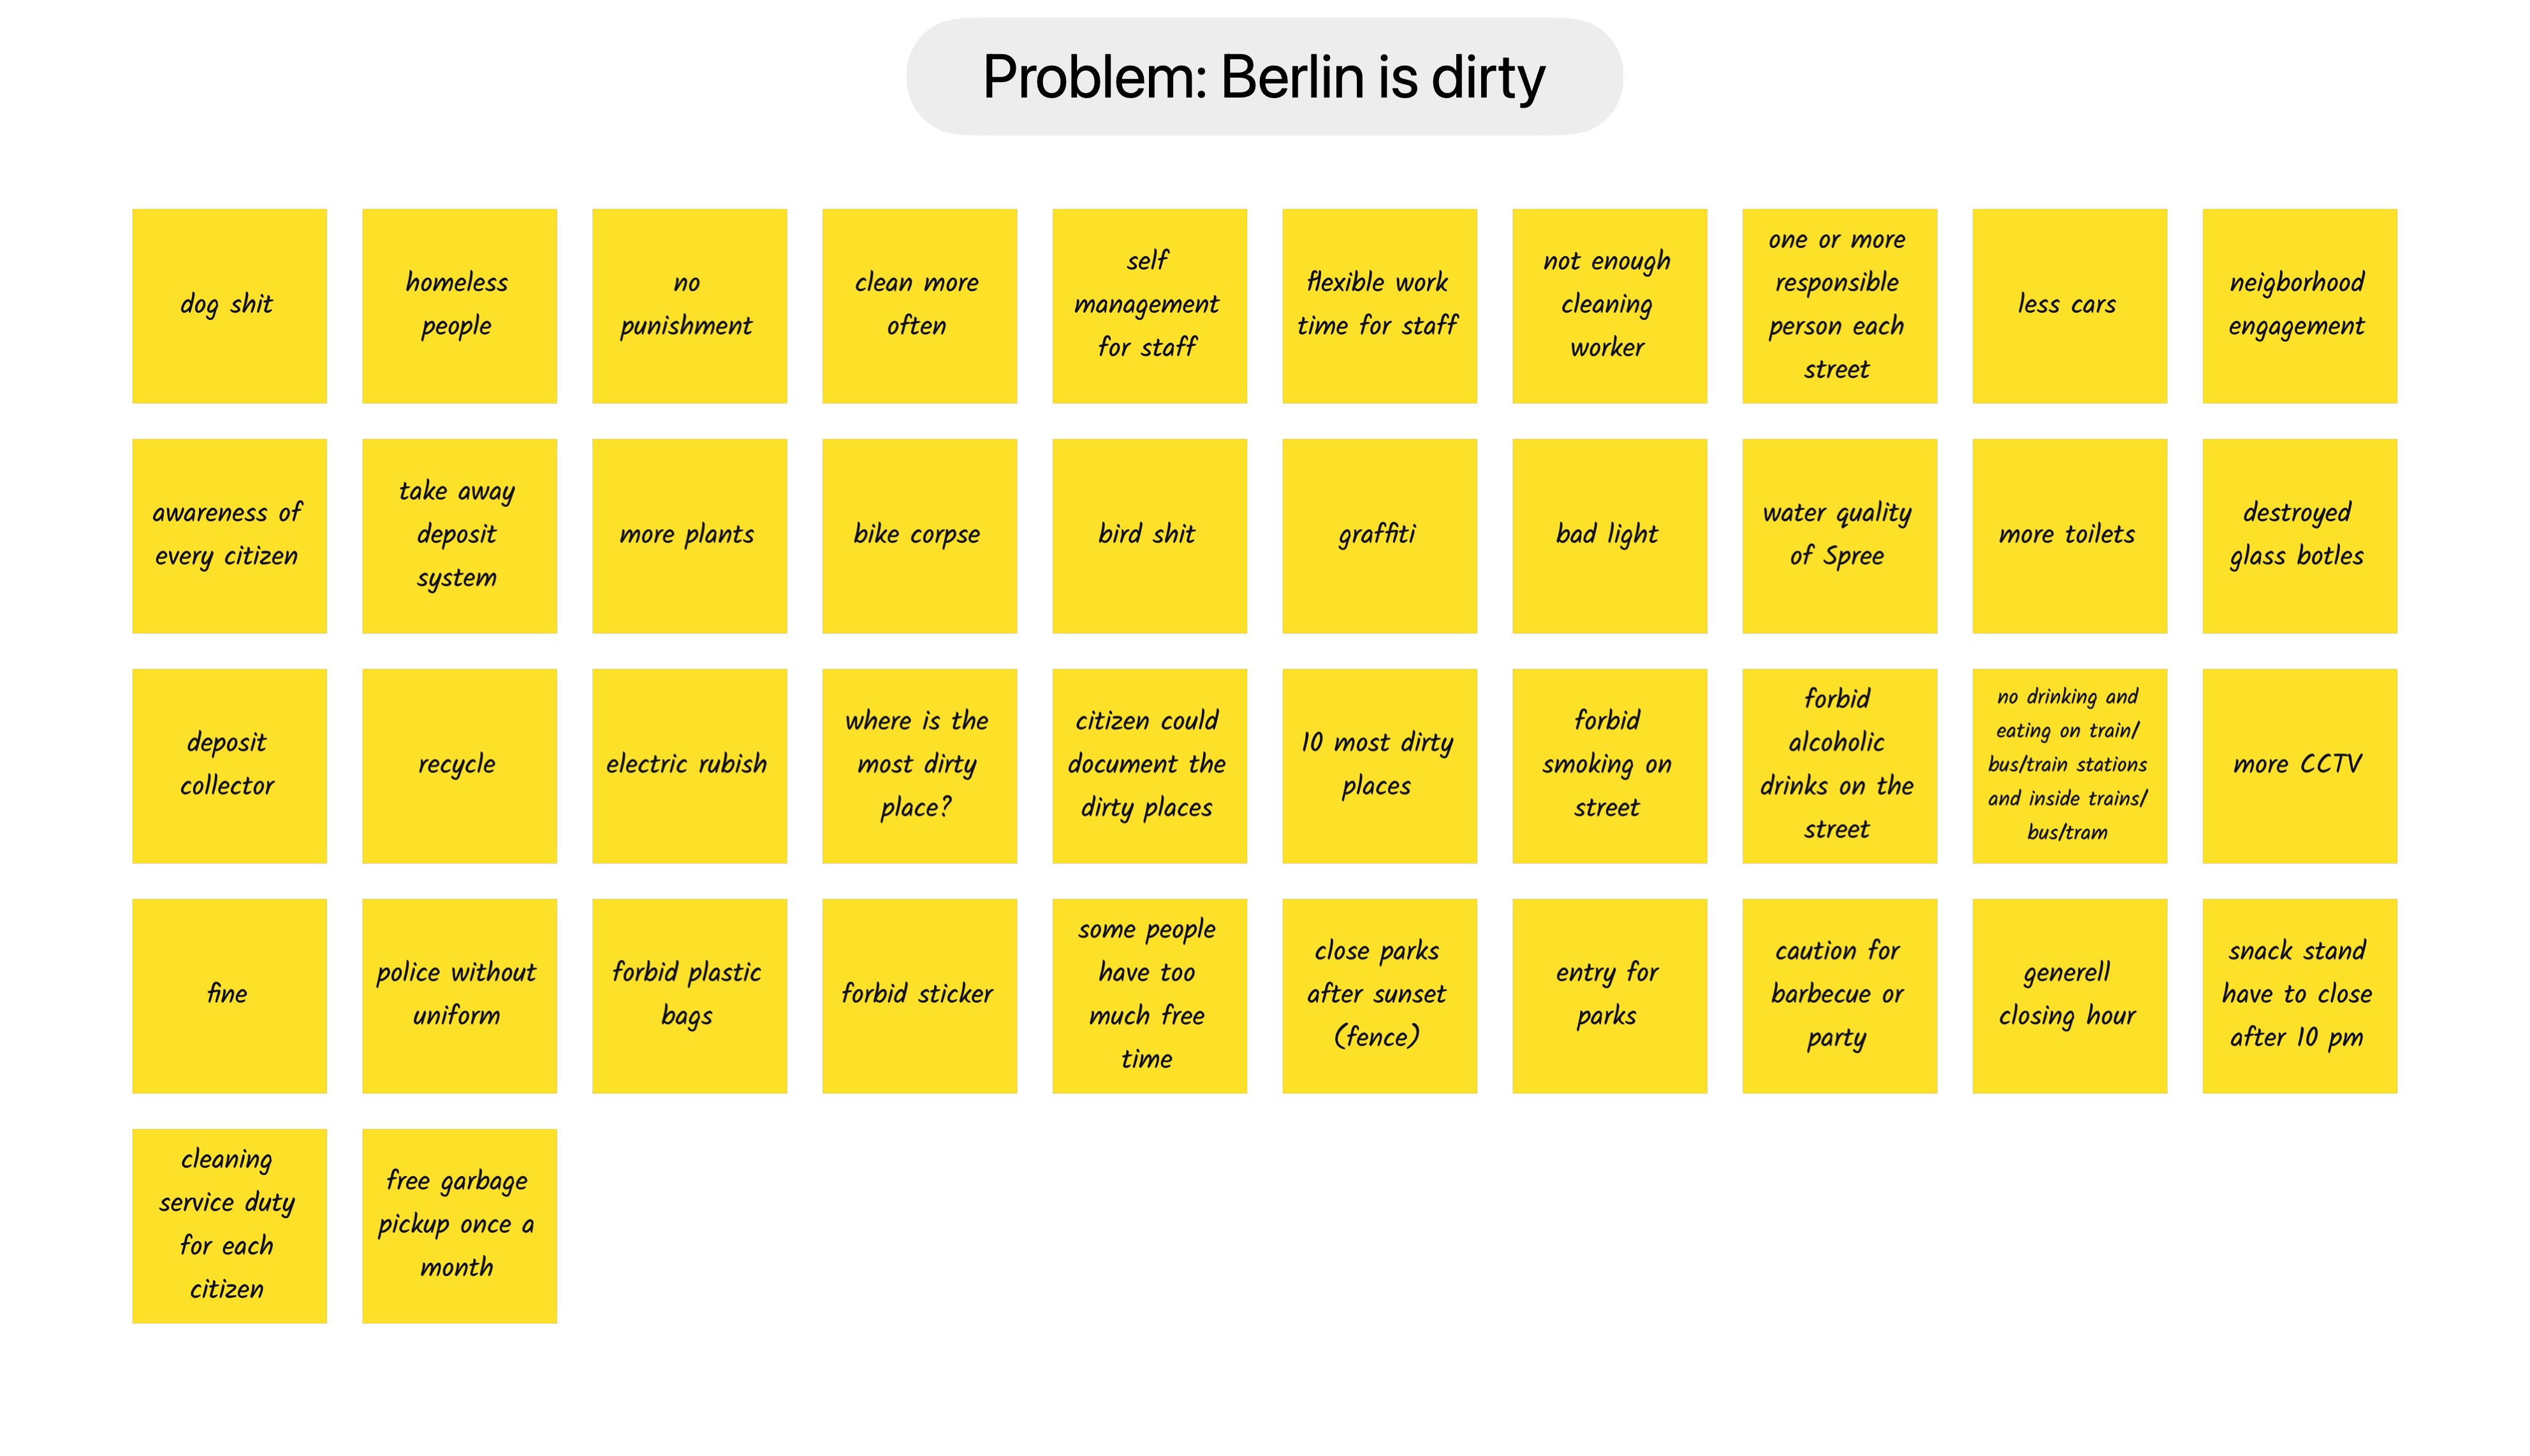 Problem: Berlin is dirty
dog shit
homeless
people
no
punishment
clean more
often
self
management
for staff
flexible work
time for staff
not enough
cleaning
worker
one or more
responsible
person each
street
less cars
neigborhood
engagement
awareness of
every citizen
take away
deposit
system
more plants
bike corpse
bird shit
graffiti
bad light
water quality
of Spree
more toilets
destroyed
glass botles
deposit
collector
recycle
electric rubish
where is the
most dirty
place?
citizen could
document the
dirty places
10 most dirty
places
forbid
smoking on
street
forbid
alcoholic
drinks on the
street
no drinking and
eating on train/
bus/train stations
and inside trains/
bus/tram
more CCTV
fine
police without
uniform
forbid plastic
bags
forbid sticker
some people
have too
much free
time
close parks
after sunset
(fence)
entry for
parks
caution for
barbecue or
party
generell
closing hour
snack stand
have to close
after 10 pm
cleaning
service duty
for each
citizen
free garbage
pickup once a
month